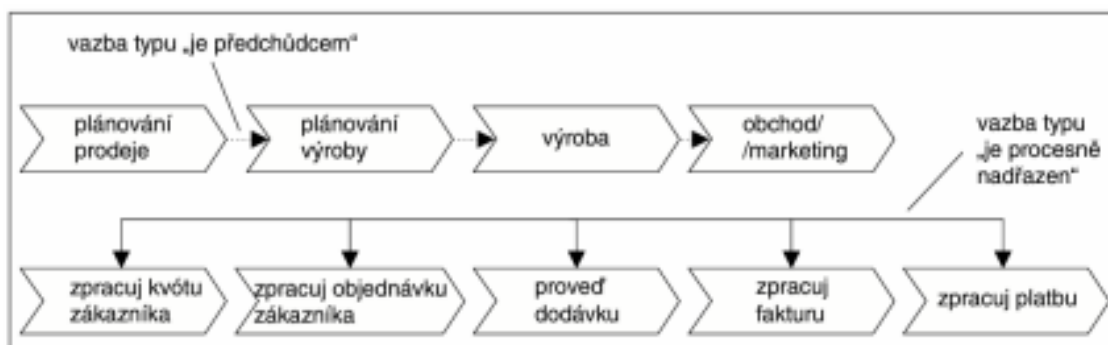 vazba typu „je předchůdcem“
plánování
prodeje
plánování
výroby
výroba
obchod/
/marketing
vazba typu
„je procesně
nadřazen“
zpracuj kvótu
zákazníka
zpracuj objednávku
zákazníka
proveď
dodávku
zpracuj
fakturu
zpracuj platbu